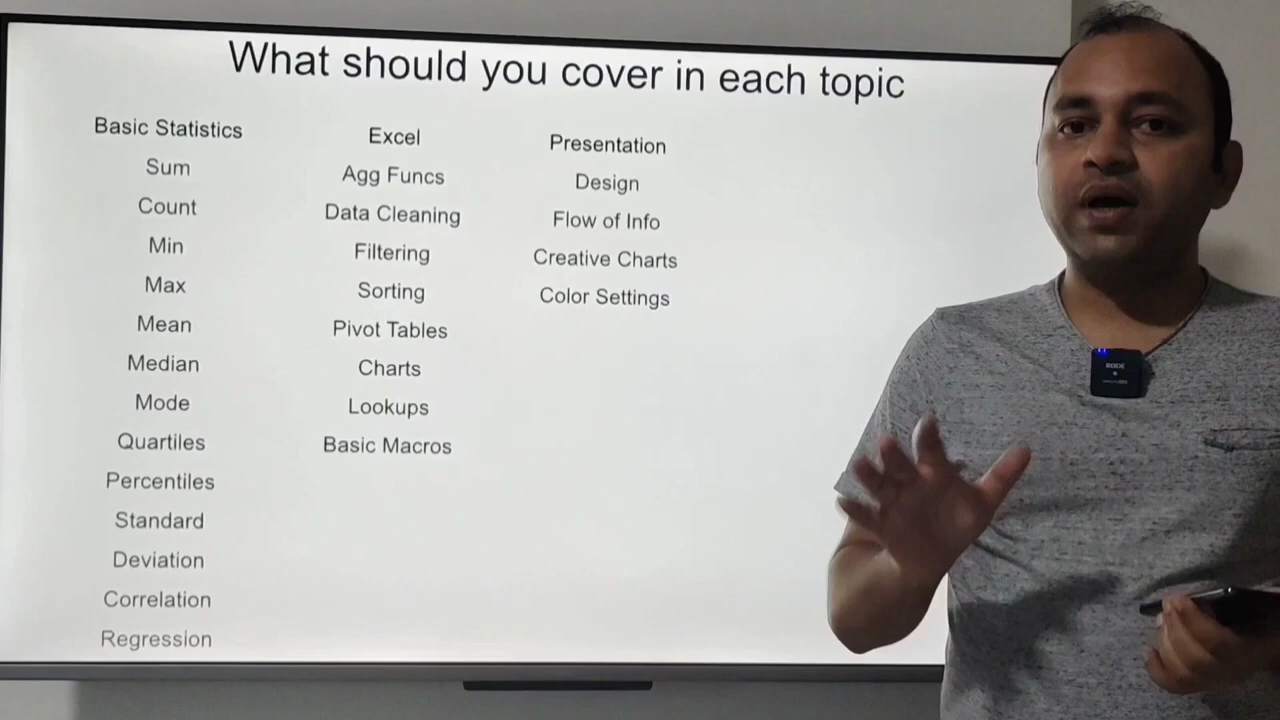 What should you cover in each topic
Basic Statistics
Sum
Count
Min
Max
Mean
Median
Mode
Quartiles
Percentiles
Standard
Deviation
Correlation
Regression
Excel
Agg Funcs
Data Cleaning
Filtering
Sorting
Pivot Tables
Charts
Lookups
Basic Macros
Presentation
Design
Flow of Info
Creative Charts
Color Settings
RODE